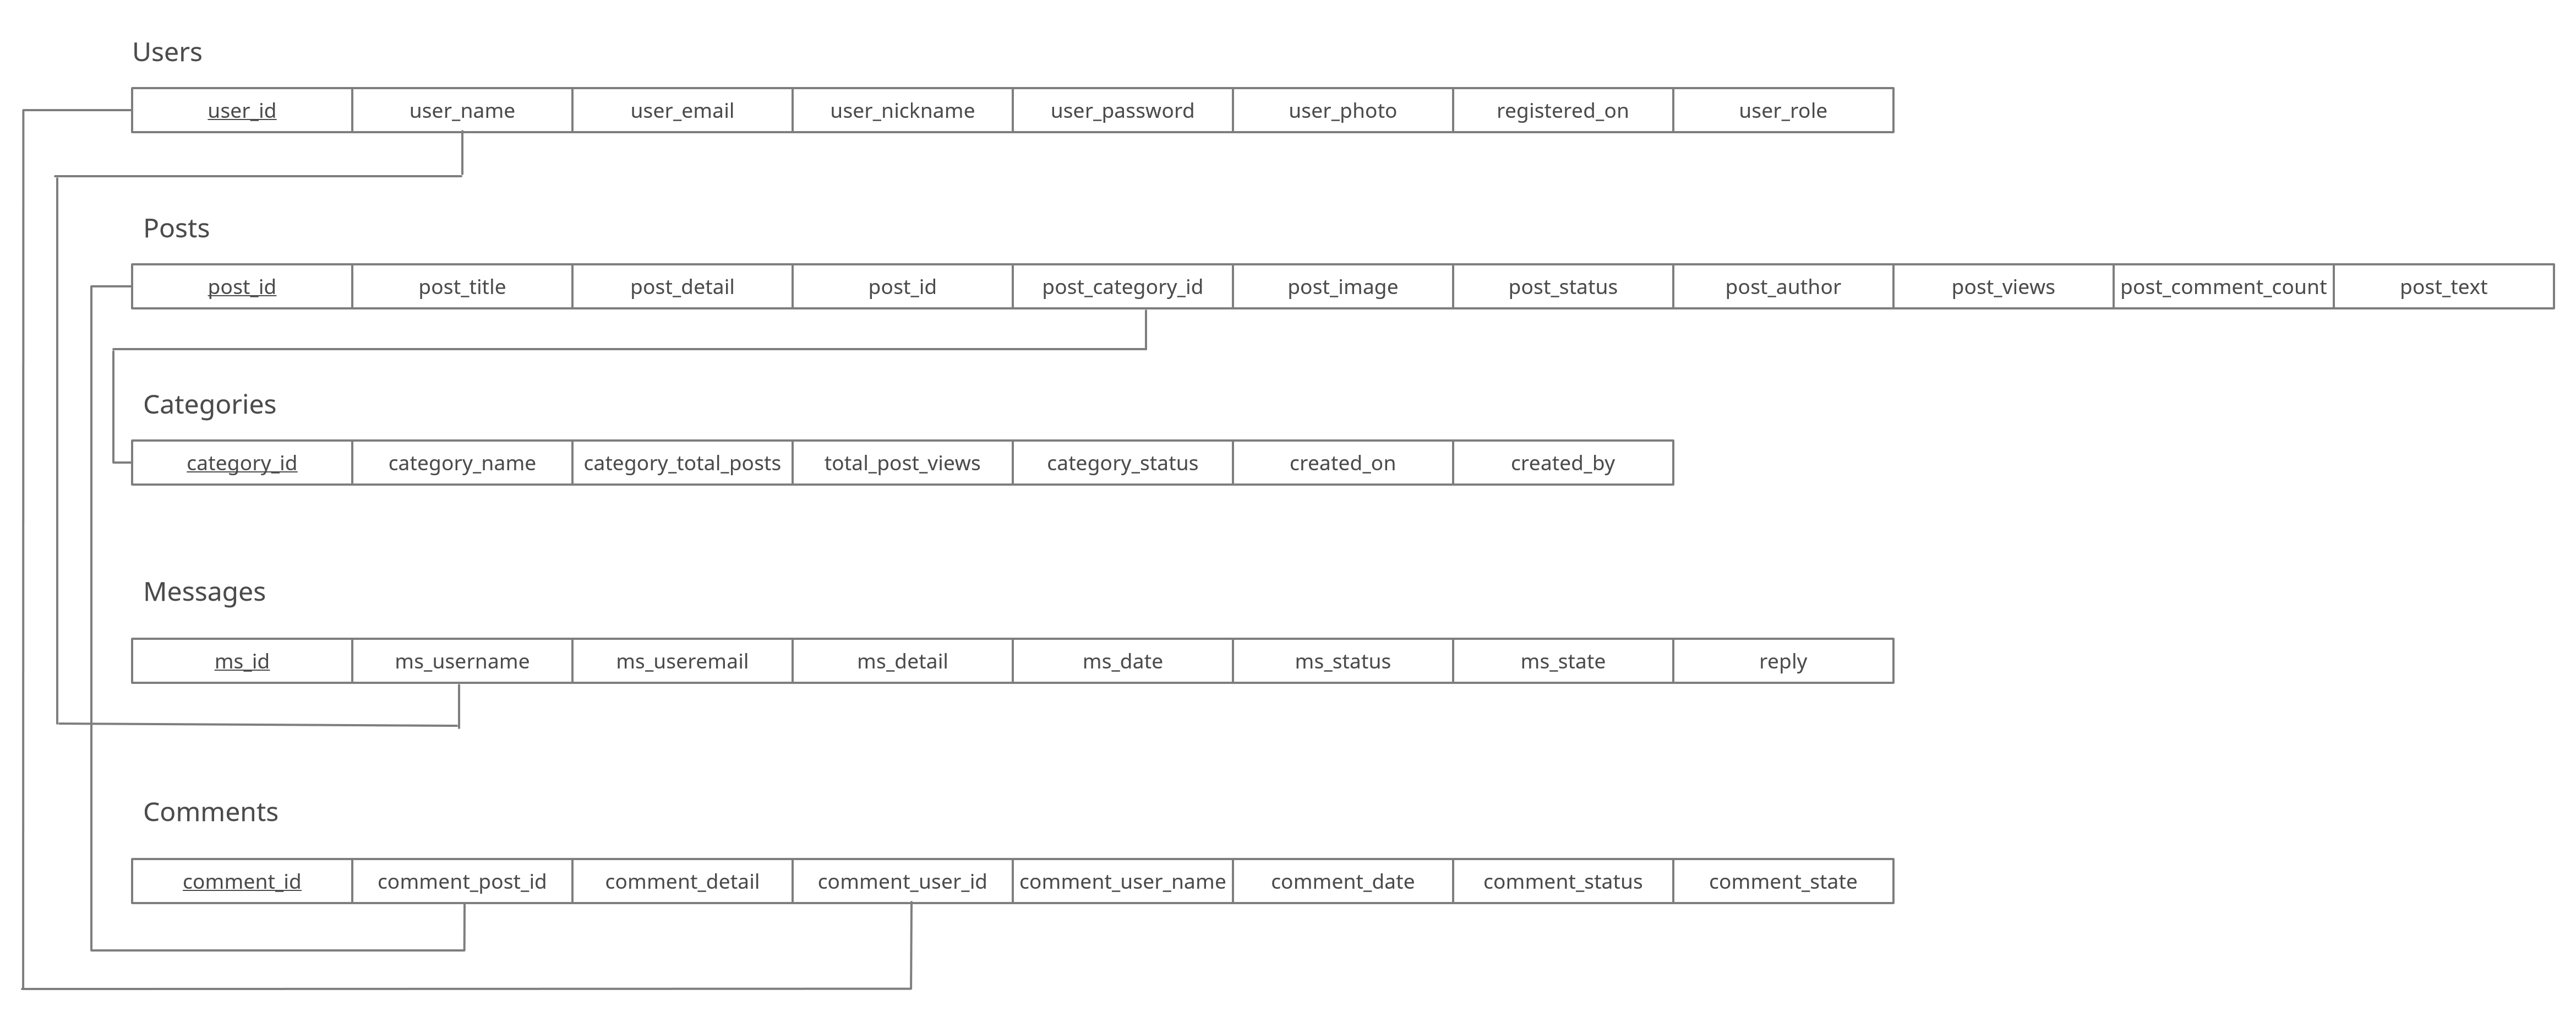 Users
user_id user_name user_email user_nickname user_password user_photo registered_on user_role
Posts
post_id post_title post_detail post_id post_category_id post_image post_status post_author post_views post_comment_count post_text
Categories
category_id category_name category_total_posts total_post_views category_status created_on created_by
Messages
ms_id ms_username ms_useremail ms_detail ms_date ms_status ms_state reply
Comments
comment_id comment_post_id comment_detail comment_user_id comment_user_name comment_date comment_status comment_state